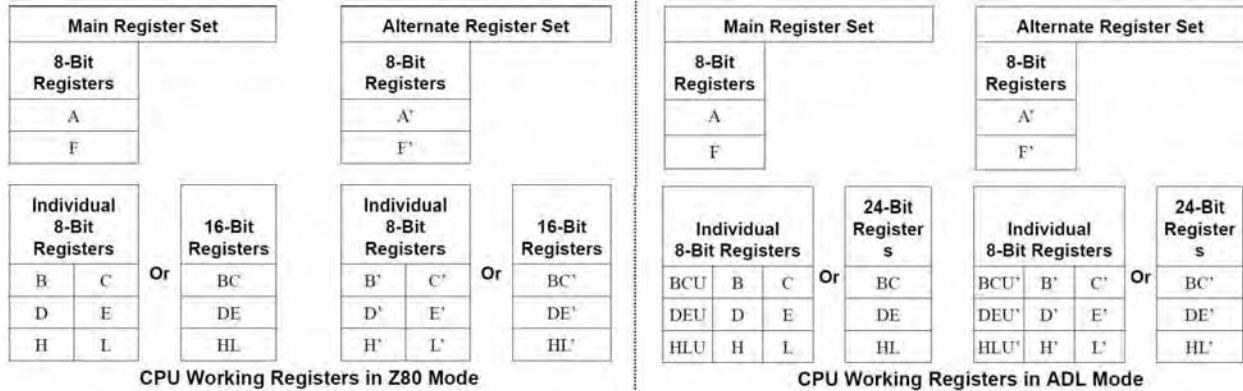 Main Register Set
Alternate Register Set
8-Bit
Registers
A
F
8-Bit
Registers
A'
F'
Individual
8-Bit
Registers
B C
D E
H L
Or
16-Bit
Registers
BC
DE
HL
Individual
8-Bit
Registers
B' C'
D' E'
H' L'
Or
16-Bit
Registers
BC'
DE'
HL'
CPU Working Registers in Z80 Mode
Main Register Set
Alternate Register Set
8-Bit
Registers
A
F
8-Bit
Registers
A'
F'
Individual
8-Bit Registers
BCU B C
DEU D E
HLU H L
Or
24-Bit
Register
s
BC
DE
HL
Individual
8-Bit Registers
BCU' B' C'
DEU' D' E'
HLU' H' L'
Or
24-Bit
Register
s
BC'
DE'
HL'
CPU Working Registers in ADL Mode